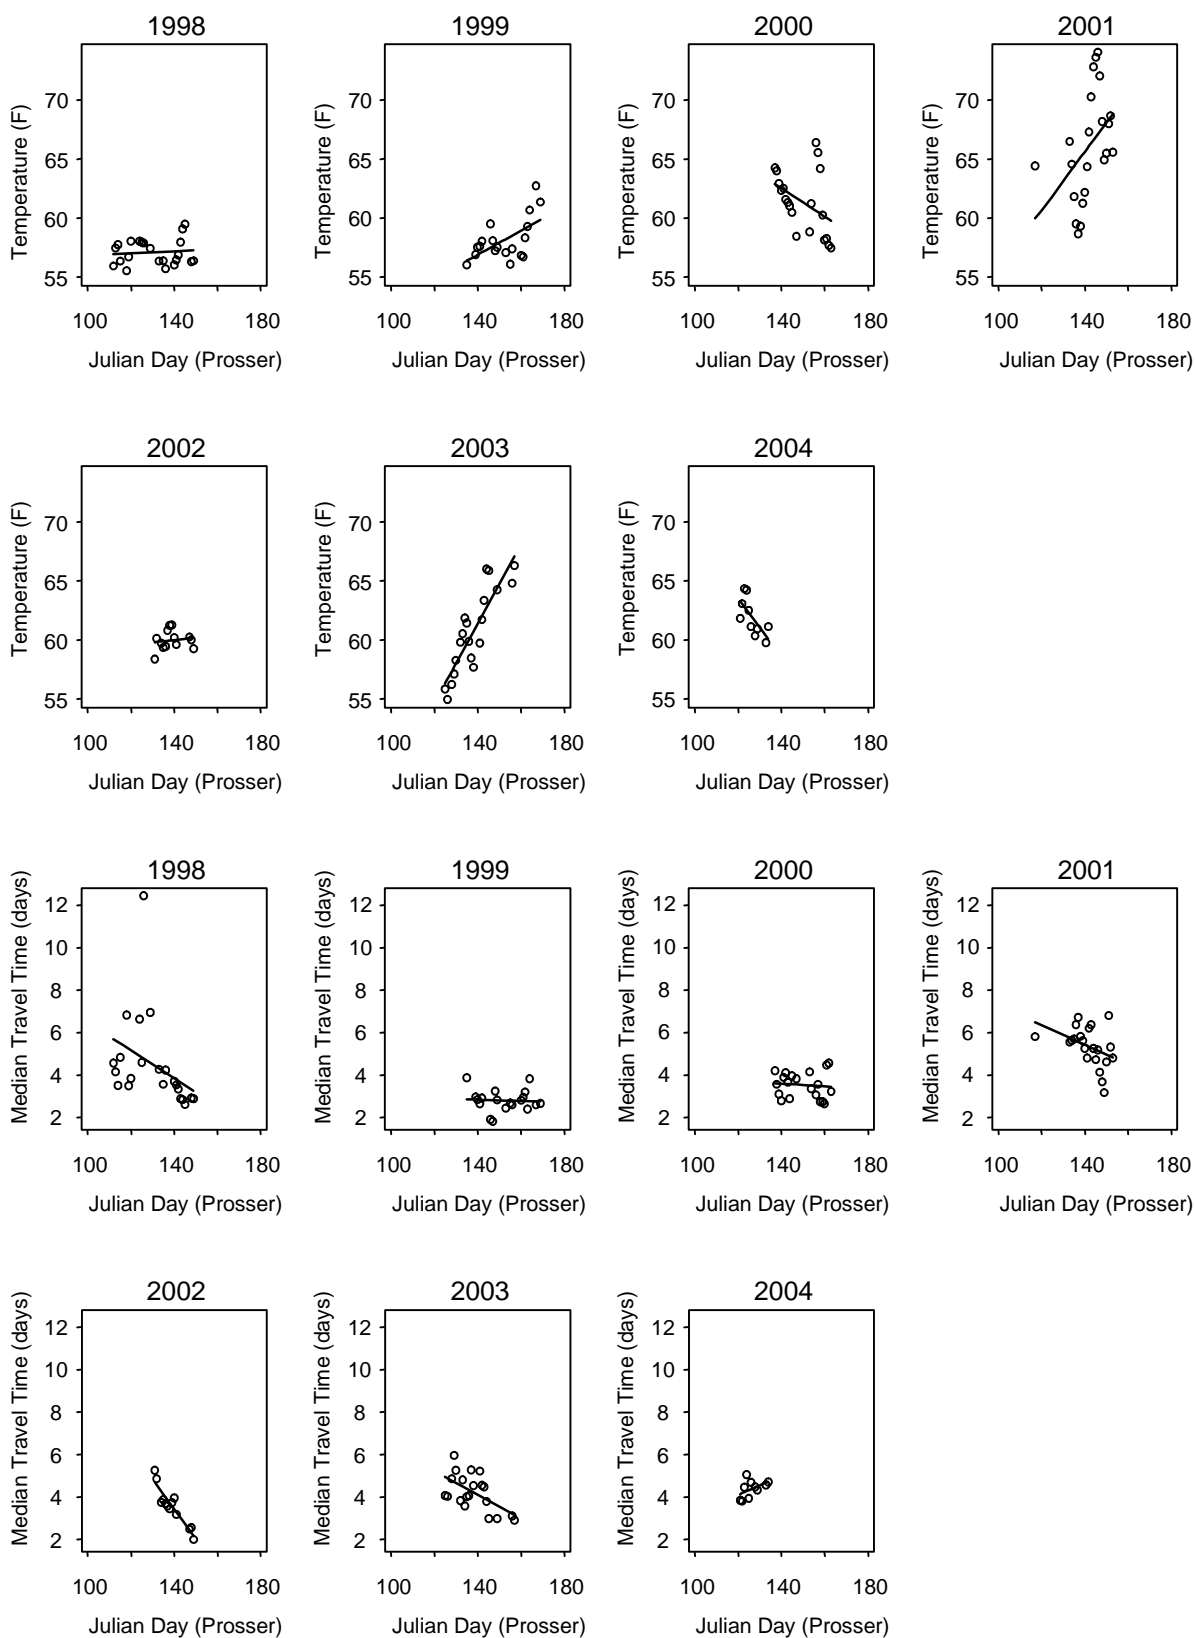 1998 1999 2000 2001
Temperature (F) Temperature (F) Temperature (F) Temperature (F)
70 70 70 70
65 65 65 65
60 60 60 60
55 55 55 55
100 140 180 100 140 180 100 140 180 100 140 180
Julian Day (Prosser) Julian Day (Prosser) Julian Day (Prosser) Julian Day (Prosser)
2002 2003 2004
Temperature (F) Temperature (F) Temperature (F)
70 70 70
65 65 65
60 60 60
55 55 55
100 140 180 100 140 180 100 140 180
Julian Day (Prosser) Julian Day (Prosser) Julian Day (Prosser)
1998 1999 2000 2001
Median Travel Time (days) Median Travel Time (days) Median Travel Time (days) Median Travel Time (days)
12 12 12 12
10 10 10 10
8 8 8 8
6 6 6 6
4 4 4 4
2 2 2 2
100 140 180 100 140 180 100 140 180 100 140 180
Julian Day (Prosser) Julian Day (Prosser) Julian Day (Prosser) Julian Day (Prosser)
2002 2003 2004
Median Travel Time (days) Median Travel Time (days) Median Travel Time (days)
12 12 12
10 10 10
8 8 8
6 6 6
4 4 4
2 2 2
100 140 180 100 140 180 100 140 180
Julian Day (Prosser) Julian Day (Prosser) Julian Day (Prosser)